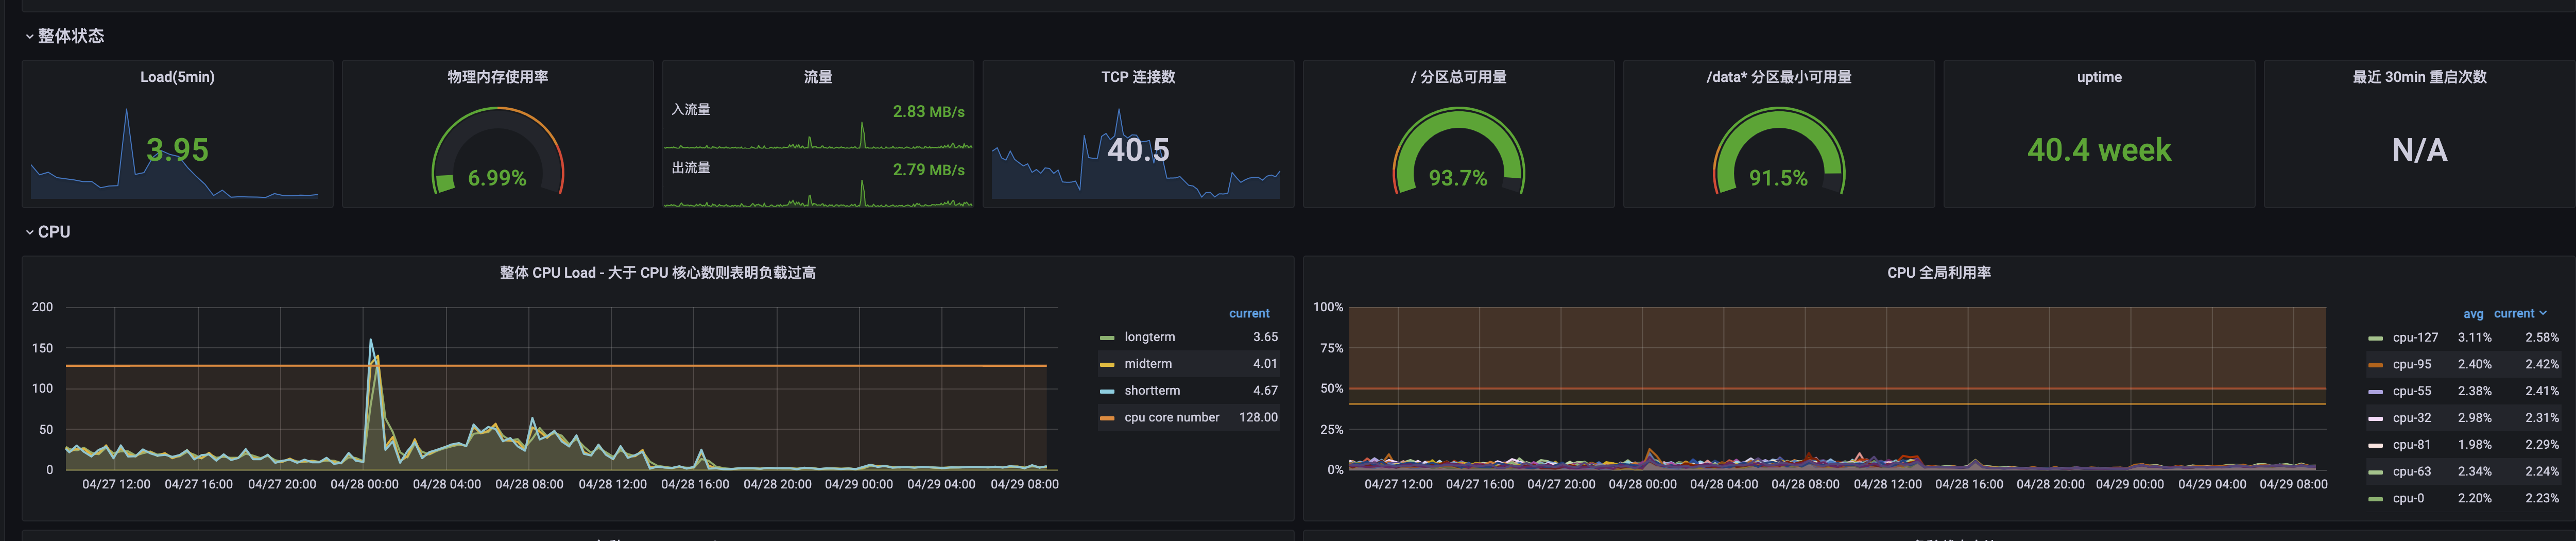 整体状态
Load(5min)
3.95
物理内存使用率
6.99%
流量
入流量 2.83 MB/s
出流量 2.79 MB/s
TCP 连接数
40.5
/ 分区总可用量
93.7%
/data* 分区最小可用量
91.5%
uptime
40.4 week
最近 30min 重启次数
N/A
CPU
整体 CPU Load - 大于 CPU 核心数则表明负载过高
200
150
100
50
0
04/27 12:00 04/27 16:00 04/27 20:00 04/28 00:00 04/28 04:00 04/28 08:00 04/28 12:00 04/28 16:00 04/28 20:00 04/29 00:00 04/29 04:00 04/29 08:00
current
longterm 3.65
midterm 4.01
shortterm 4.67
cpu core number 128.00
CPU 全局利用率
100%
75%
50%
25%
0%
04/27 12:00 04/27 16:00 04/27 20:00 04/28 00:00 04/28 04:00 04/28 08:00 04/28 12:00 04/28 16:00 04/28 20:00 04/29 00:00 04/29 04:00 04/29 08:00
avg current
cpu-127 3.11% 2.58%
cpu-95 2.40% 2.42%
cpu-55 2.38% 2.41%
cpu-32 2.98% 2.31%
cpu-81 1.98% 2.29%
cpu-63 2.34% 2.24%
cpu-0 2.20% 2.23%